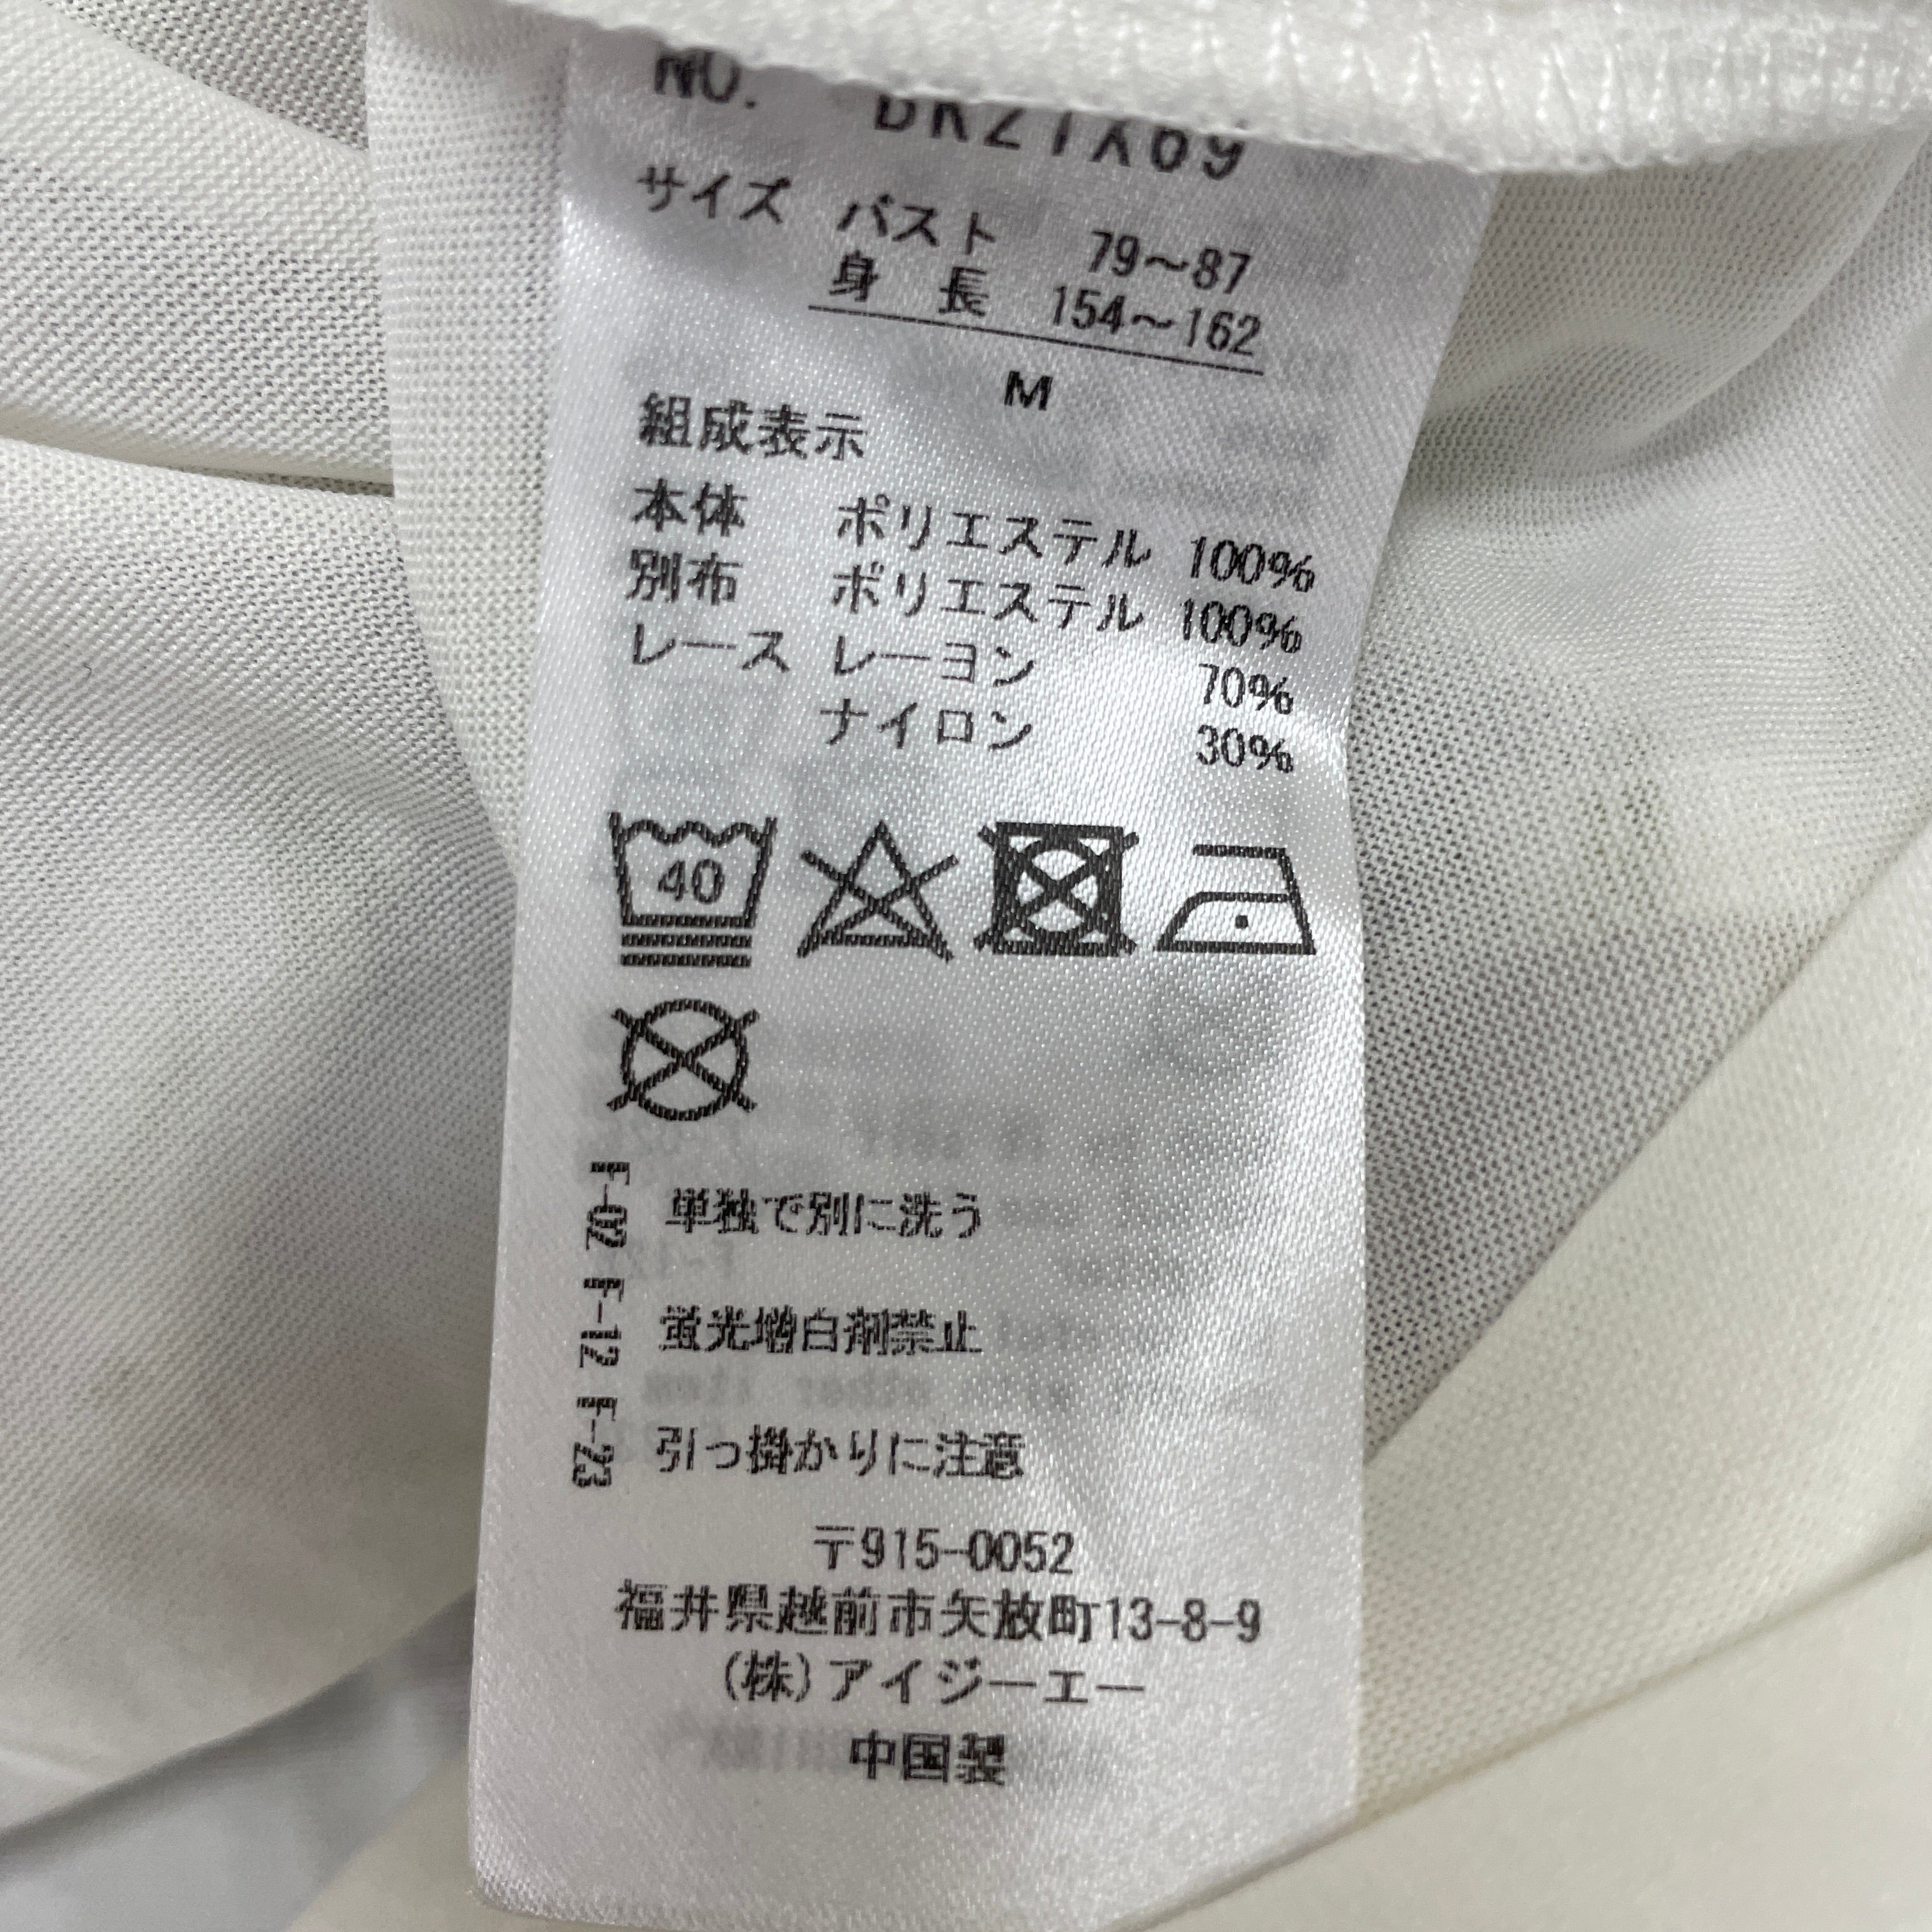 NO. BRZ1X69
サイズ バスト 79~87
身 長 154~162
M
組成表示
本体 ポリエステル 100%
別布 ポリエステル 100%
レース レーヨン 70%
ナイロン 30%
40
F-02 単独で別に洗う
F-12 蛍光増白剤禁止
F-23 引っ掛かりに注意
〒915-0052
福井県越前市矢放町13-8-9
(株)アイジーエー
中国製